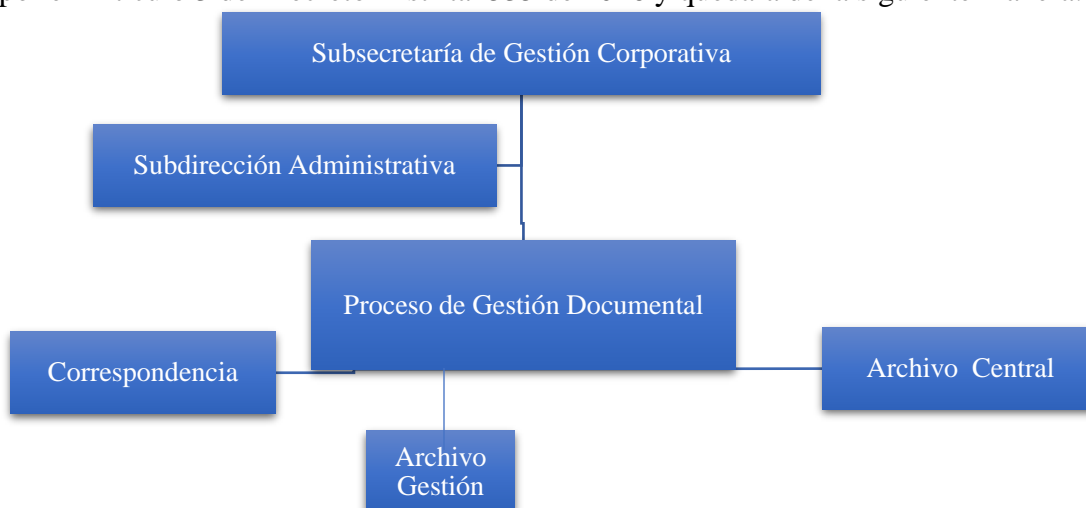 Subsecretaría de Gestión Corporativa
Subdirección Administrativa
Proceso de Gestión Documental
Correspondencia
Archivo Central
Archivo
Gestión